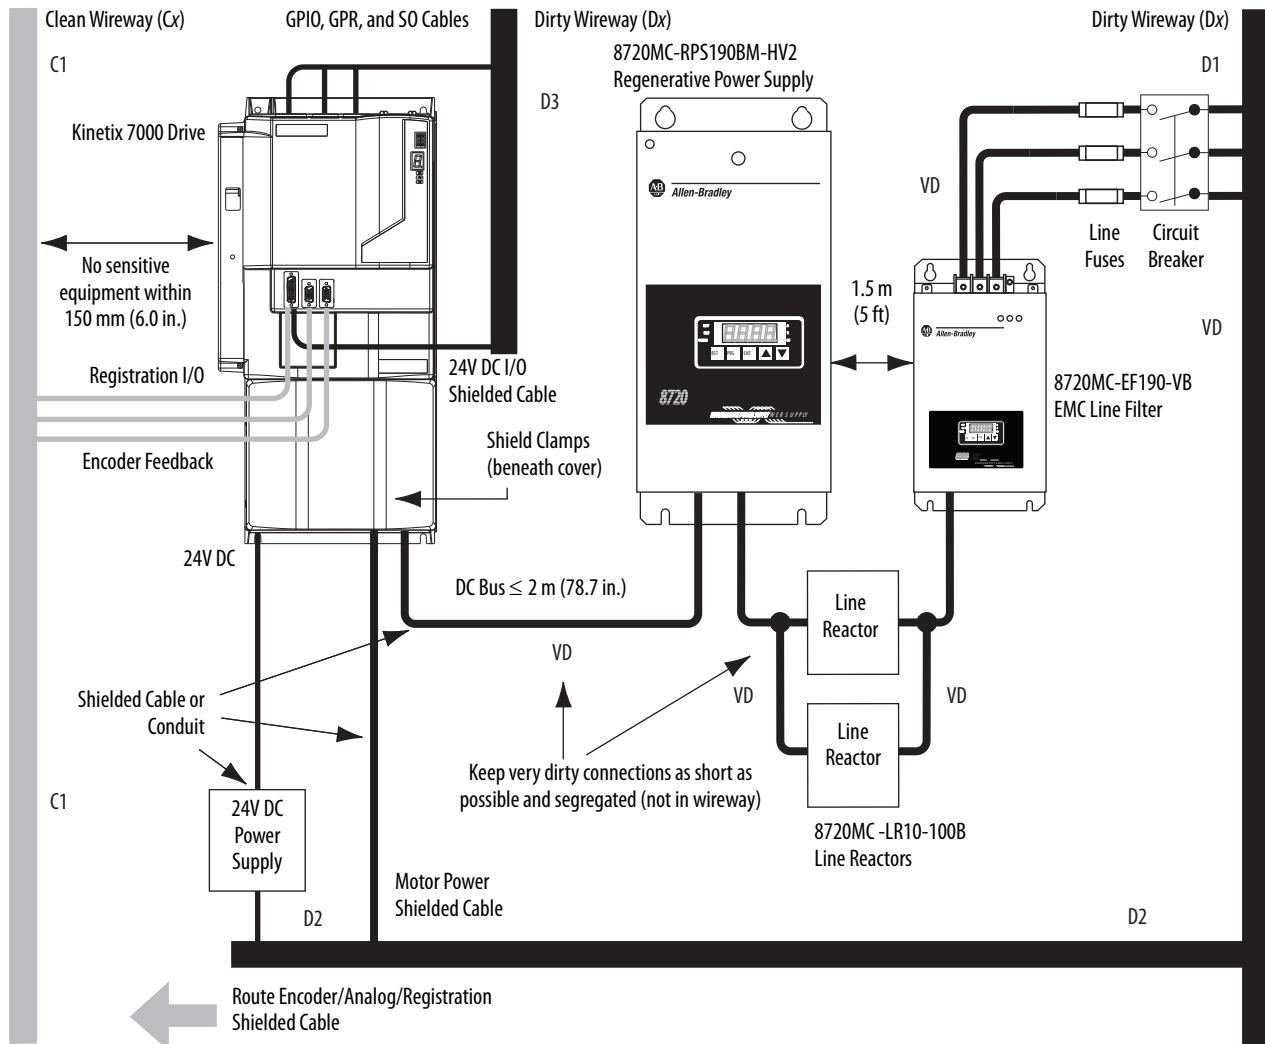 Clean Wireway (Cx)
GPIO, GPR, and SO Cables
Dirty Wireway (Dx)
Dirty Wireway (Dx)
8720MC-RPS190BM-HV2
Regenerative Power Supply
C1
D1
D3
Kinetix 7000 Drive
A-B
Allen-Bradley
VD
Line
Fuses
Circuit
Breaker
No sensitive
equipment within
150 mm (6.0 in.)
1.5 m
(5 ft)
VD
Allen-Bradley
Registration I/O
24V DC I/O
Shielded Cable
8720MC-EF190-VB
EMC Line Filter
8720
Encoder Feedback
Shield Clamps
(beneath cover)
24V DC
DC Bus ≤ 2 m (78.7 in.)
Line
Reactor
VD
VD
VD
Shielded Cable or
Conduit
Line
Reactor
Keep very dirty connections as short as
possible and segregated (not in wireway)
C1
24V DC
Power
Supply
8720MC -LR10-100B
Line Reactors
Motor Power
Shielded Cable
D2
D2
Route Encoder/Analog/Registration
Shielded Cable